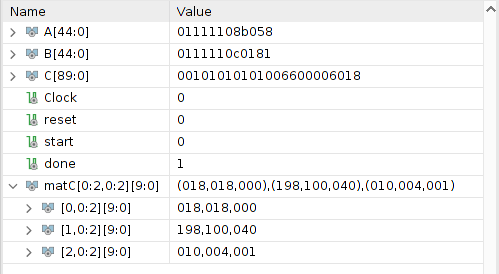 Name Value
A[44:0] 01111108b058
B[44:0] 0111110c0181
C[89:0] 00101010101006600006018
Clock 0
reset 0
start 0
done 1
matC[0:2,0:2][9:0] (018,018,000),(198,100,040),(010,004,001)
[0,0:2][9:0] 018,018,000
[1,0:2][9:0] 198,100,040
[2,0:2][9:0] 010,004,001